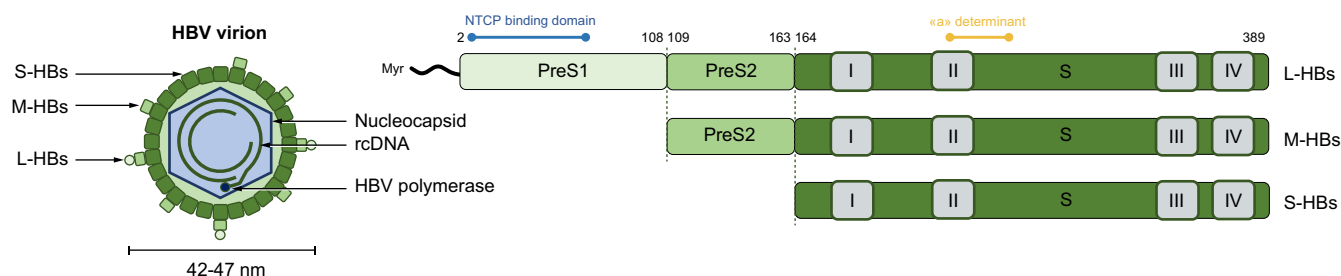 HBV virion
S-HBs
M-HBs
L-HBs
Nucleocapsid
rcDNA
HBV polymerase
42-47 nm
NTCP binding domain
«a» determinant
2 108 109 163 164 389
Myr PreS1 PreS2 I II S III IV L-HBs
PreS2 I II S III IV M-HBs
I II S III IV S-HBs